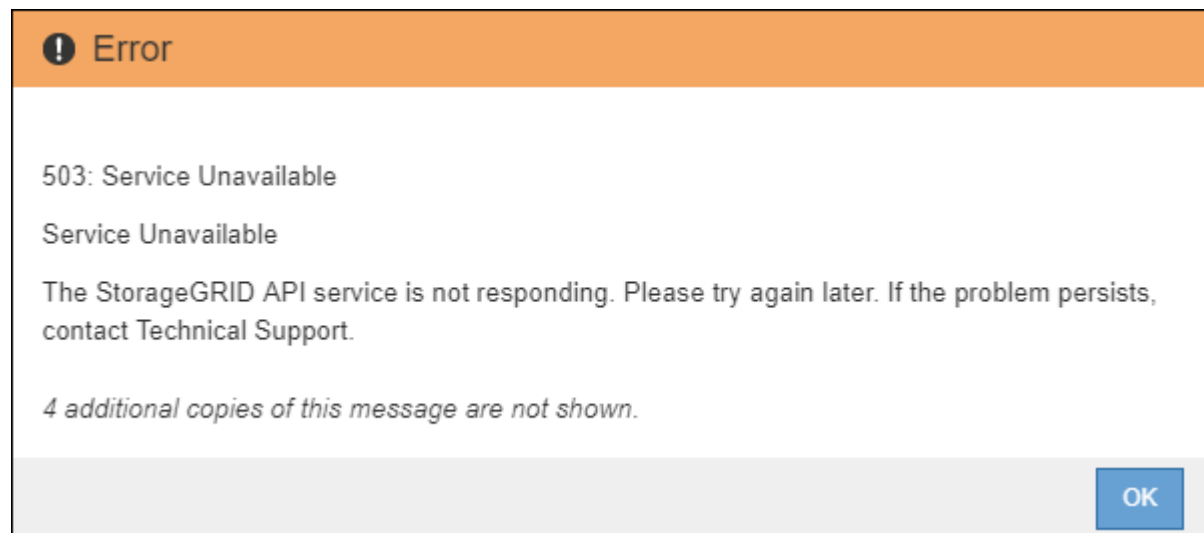 Error
503: Service Unavailable
Service Unavailable
The StorageGRID API service is not responding. Please try again later. If the problem persists,
contact Technical Support.
4 additional copies of this message are not shown.
OK